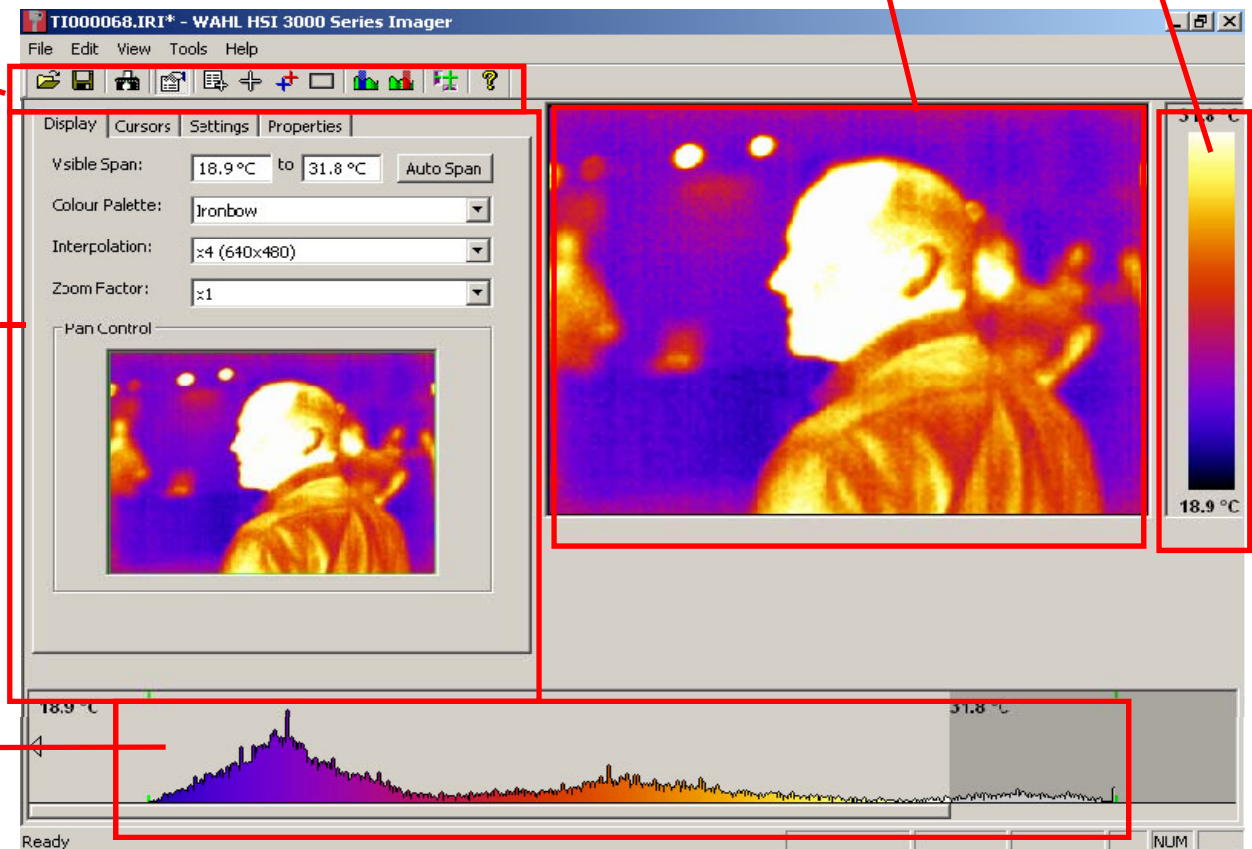 TI000068.IRI* - WAHL HSI 3000 Series Imager
File Edit View Tools Help
Display Cursors Settings Properties
Visible Span: 18.9 °C to 31.8 °C Auto Span
Colour Palette: Ironbow
Interpolation: x4 (640x480)
Zoom Factor: x1
Pan Control
31.8 °C
18.9 °C
18.9 °C 31.8 °C
Ready NUM